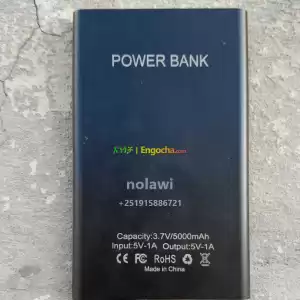 POWER BANK
እንቁጣጣሽ | Engocha.com
nolawi
+251915886721
Capacity:3.7V/5000mAh
Input:5V-1A Output:5V-1A
FC CE RoHS
Made in China